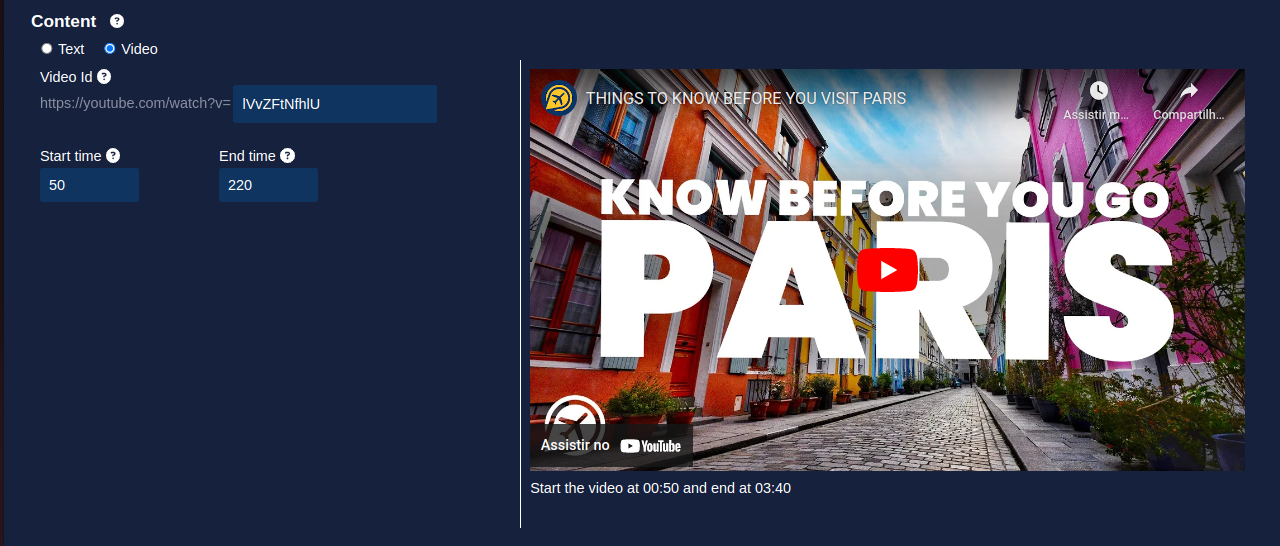 Content ?
Text Video
Video Id ?
https://youtube.com/watch?v= lVvZFtNfhlU
Start time ? End time ?
50 220
THINGS TO KNOW BEFORE YOU VISIT PARIS
Assistir m... Compartilh...
KNOW BEFORE YOU GO
PARIS
Assistir no YouTube
Start the video at 00:50 and end at 03:40